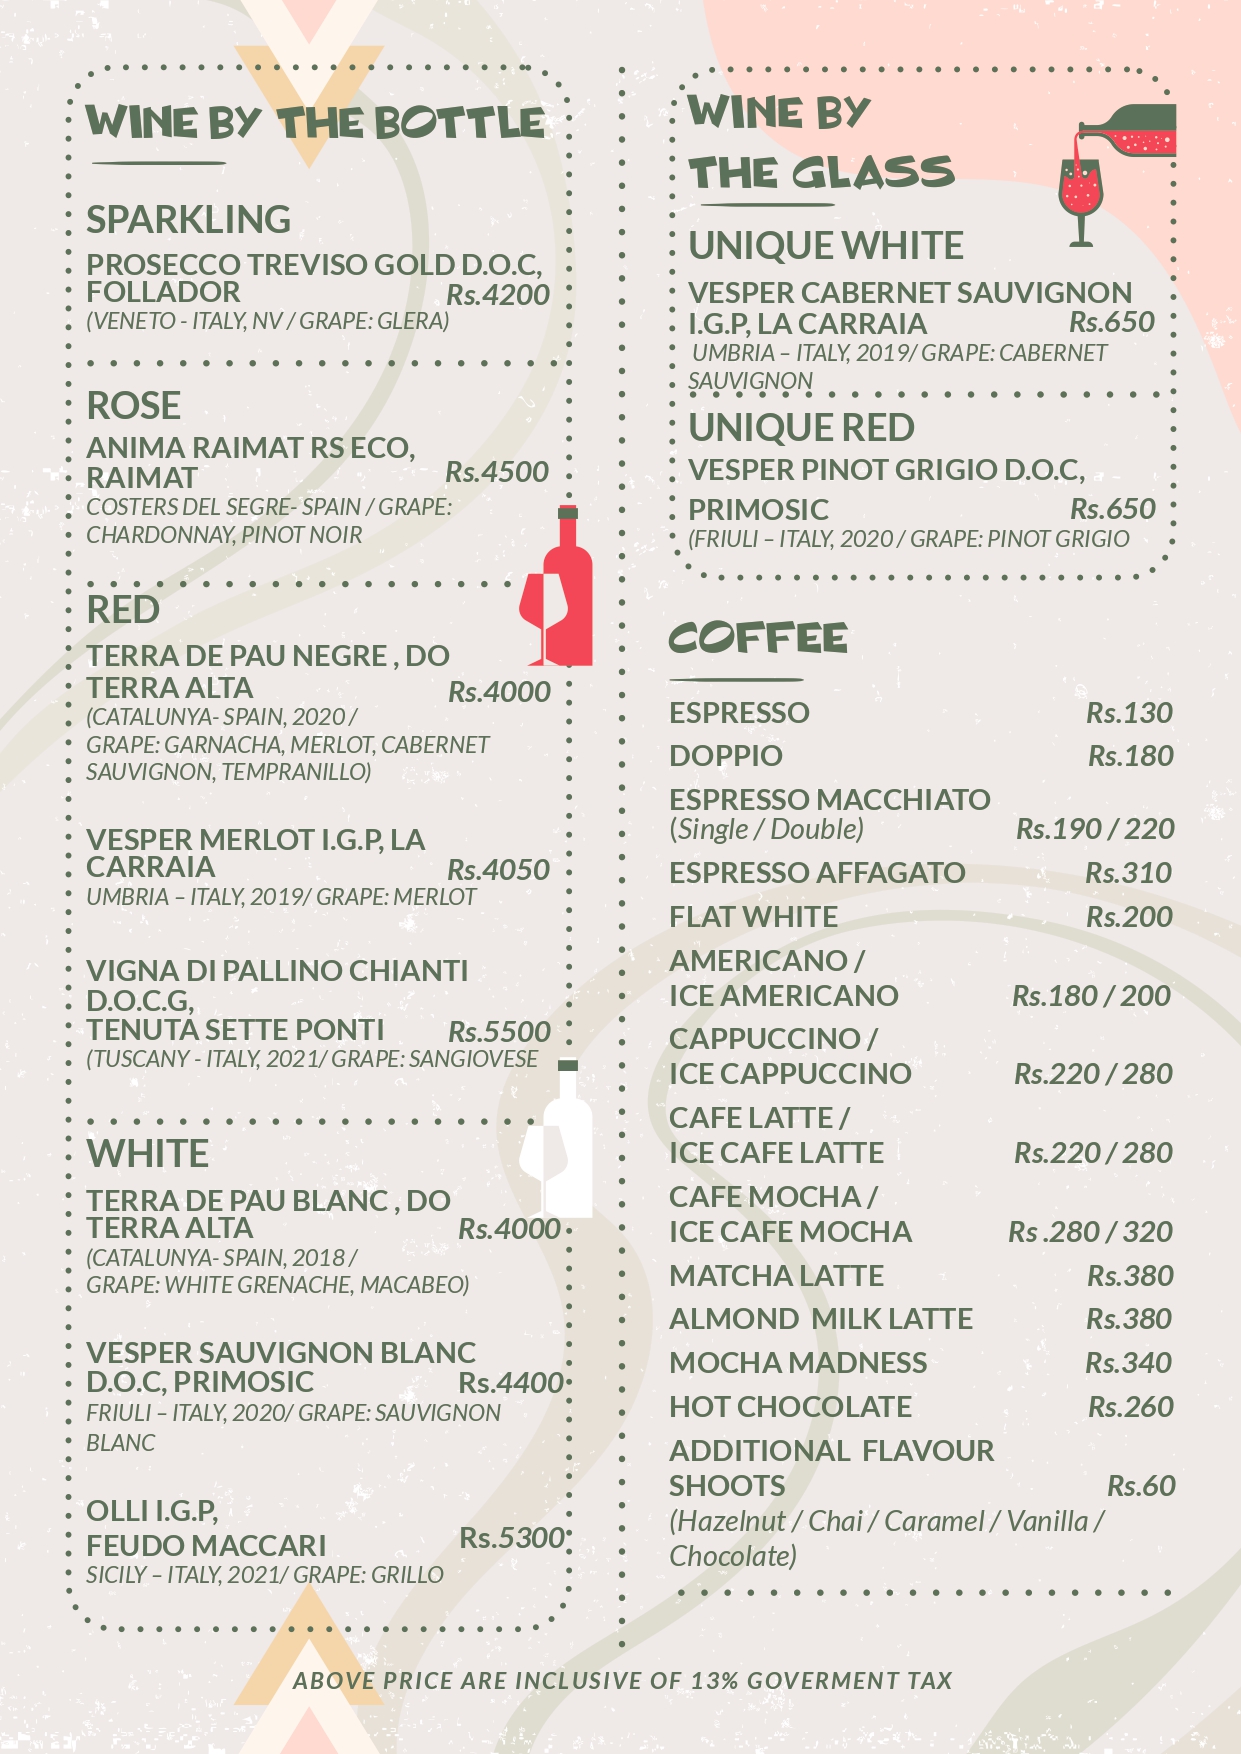 WINE BY THE BOTTLE
SPARKLING
PROSECCO TREVISO GOLD D.O.C,
FOLLADOR Rs.4200
(VENETO - ITALY, NV / GRAPE: GLERA)
ROSE
ANIMA RAIMAT RS ECO,
RAIMAT Rs.4500
COSTERS DEL SEGRE- SPAIN / GRAPE:
CHARDONNAY, PINOT NOIR
RED
TERRA DE PAU NEGRE , DO
TERRA ALTA Rs.4000
(CATALUNYA- SPAIN, 2020 /
GRAPE: GARNACHA, MERLOT, CABERNET
SAUVIGNON, TEMPRANILLO)
VESPER MERLOT I.G.P, LA
CARRAIA Rs.4050
UMBRIA – ITALY, 2019/ GRAPE: MERLOT
VIGNA DI PALLINO CHIANTI
D.O.C.G,
TENUTA SETTE PONTI Rs.5500
(TUSCANY - ITALY, 2021/ GRAPE: SANGIOVESE
WHITE
TERRA DE PAU BLANC , DO
TERRA ALTA Rs.4000
(CATALUNYA- SPAIN, 2018 /
GRAPE: WHITE GRENACHE, MACABEO)
VESPER SAUVIGNON BLANC
D.O.C, PRIMOSIC Rs.4400
FRIULI – ITALY, 2020/ GRAPE: SAUVIGNON
BLANC
OLLI I.G.P,
FEUDO MACCARI Rs.5300
SICILY – ITALY, 2021/ GRAPE: GRILLO
WINE BY
THE GLASS
UNIQUE WHITE
VESPER CABERNET SAUVIGNON
I.G.P, LA CARRAIA Rs.650
UMBRIA – ITALY, 2019/ GRAPE: CABERNET
SAUVIGNON
UNIQUE RED
VESPER PINOT GRIGIO D.O.C,
PRIMOSIC Rs.650
(FRIULI – ITALY, 2020 / GRAPE: PINOT GRIGIO
COFFEE
ESPRESSO Rs.130
DOPPIO Rs.180
ESPRESSO MACCHIATO
(Single / Double) Rs.190 / 220
ESPRESSO AFFAGATO Rs.310
FLAT WHITE Rs.200
AMERICANO /
ICE AMERICANO Rs.180 / 200
CAPPUCCINO /
ICE CAPPUCCINO Rs.220 / 280
CAFE LATTE /
ICE CAFE LATTE Rs.220 / 280
CAFE MOCHA /
ICE CAFE MOCHA Rs .280 / 320
MATCHA LATTE Rs.380
ALMOND MILK LATTE Rs.380
MOCHA MADNESS Rs.340
HOT CHOCOLATE Rs.260
ADDITIONAL FLAVOUR
SHOOTS Rs.60
(Hazelnut / Chai / Caramel / Vanilla /
Chocolate)
ABOVE PRICE ARE INCLUSIVE OF 13% GOVERMENT TAX